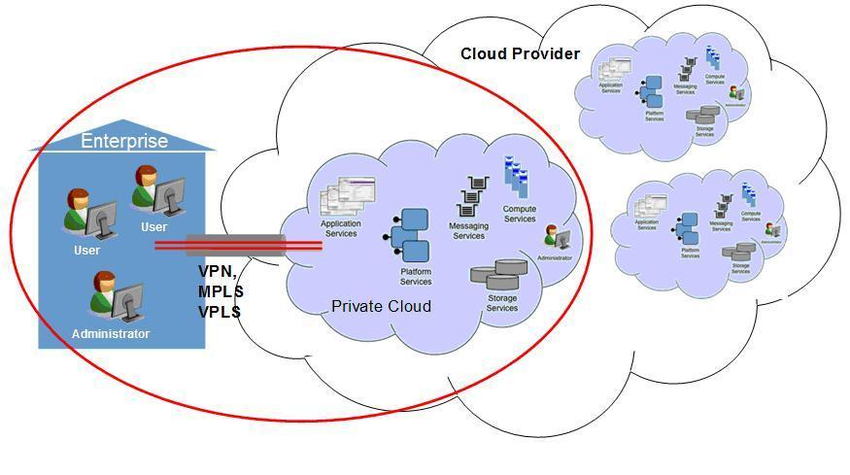 Cloud Provider
Enterprise
User
User
Administrator
VPN,
MPLS
VPLS
Application
Services
Platform
Services
Messaging
Services
Compute
Services
Administrator
Storage
Services
Private Cloud
Application
Services
Platform
Services
Messaging
Services
Compute
Services
Administrator
Storage
Services
Application
Services
Platform
Services
Messaging
Services
Compute
Services
Administrator
Storage
Services